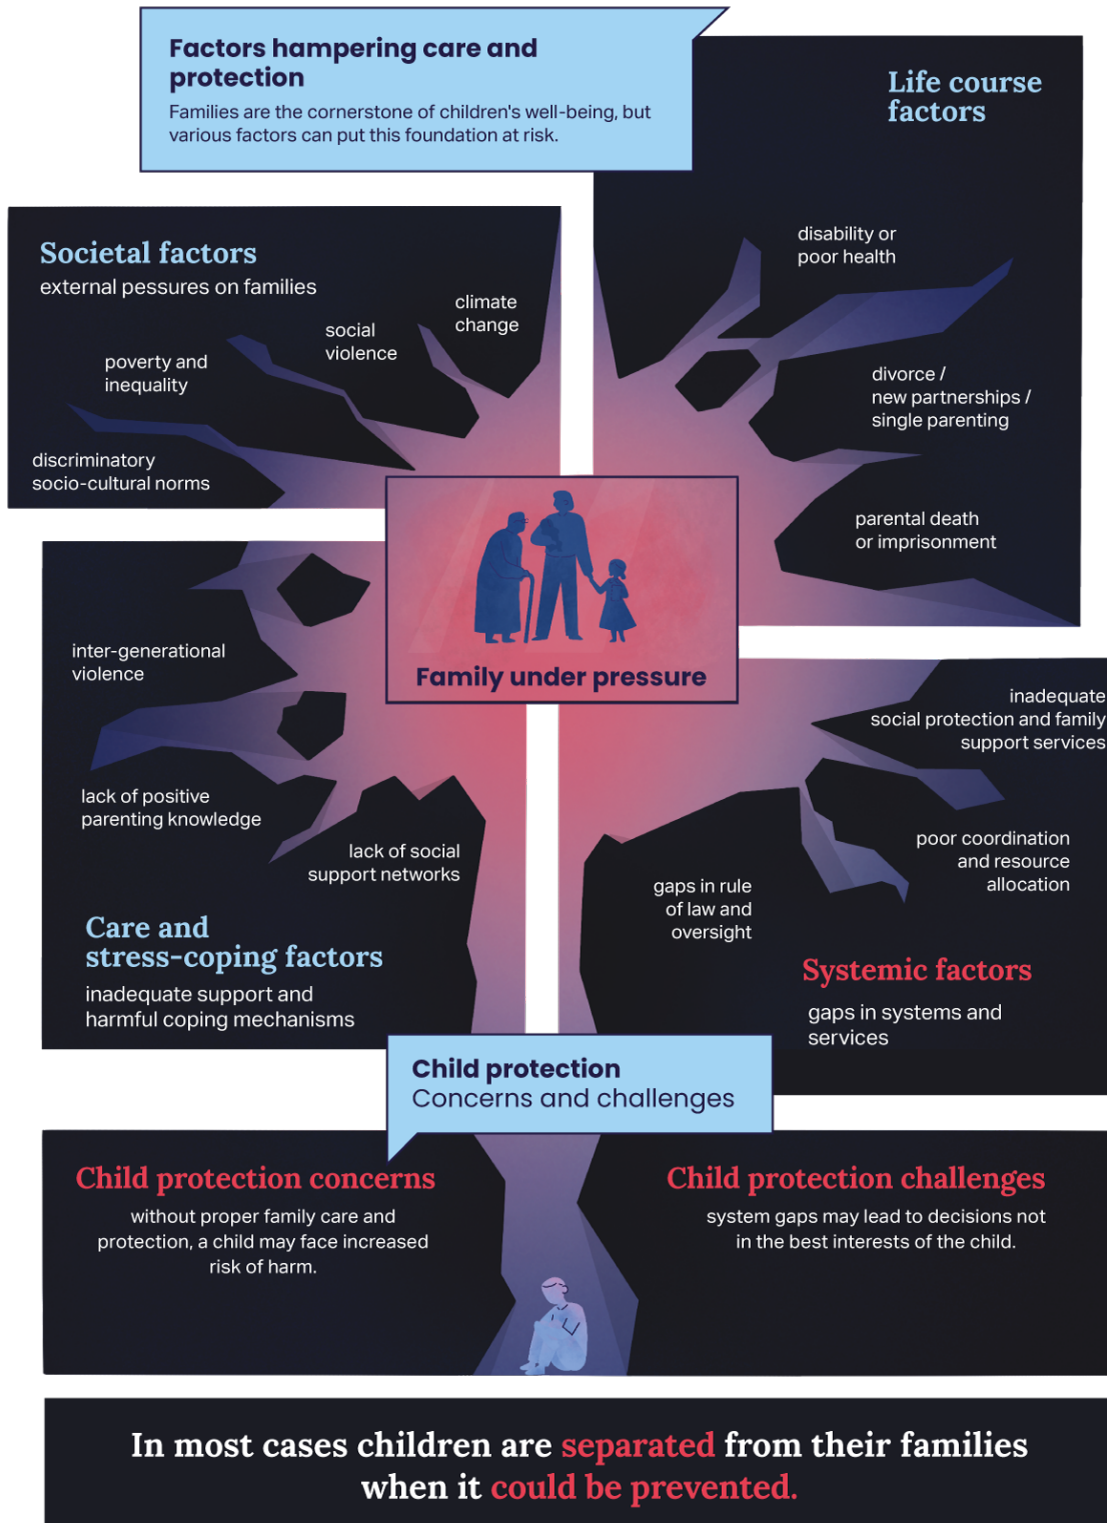 Factors hampering care and
protection
Families are the cornerstone of children's well-being, but
various factors can put this foundation at risk.
Life course
factors
disability or
poor health
divorce /
new partnerships /
single parenting
parental death
or imprisonment
Societal factors
external pessures on families
climate
change
social
violence
poverty and
inequality
discriminatory
socio-cultural norms
Family under pressure
inter-generational
violence
lack of positive
parenting knowledge
lack of social
support networks
Care and
stress-coping factors
inadequate support and
harmful coping mechanisms
inadequate
social protection and family
support services
poor coordination
and resource
allocation
gaps in rule
of law and
oversight
Systemic factors
gaps in systems and
services
Child protection
Concerns and challenges
Child protection concerns
without proper family care and
protection, a child may face increased
risk of harm.
Child protection challenges
system gaps may lead to decisions not
in the best interests of the child.
In most cases children are separated from their families
when it could be prevented.